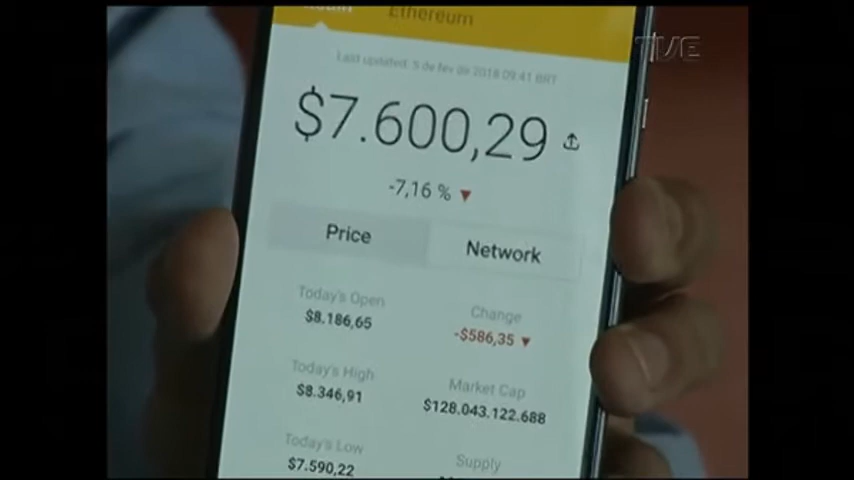 Ethereum
TVE
Last updated: 5 de fev de 2018 09:41 BRT
$7.600,29
-7,16 % ▼
Price
Network
Today's Open
$8.186,65
Change
-$586,35 ▼
Today's High
$8.346,91
Market Cap
$128.043.122.688
Today's Low
$7.590,22
Supply